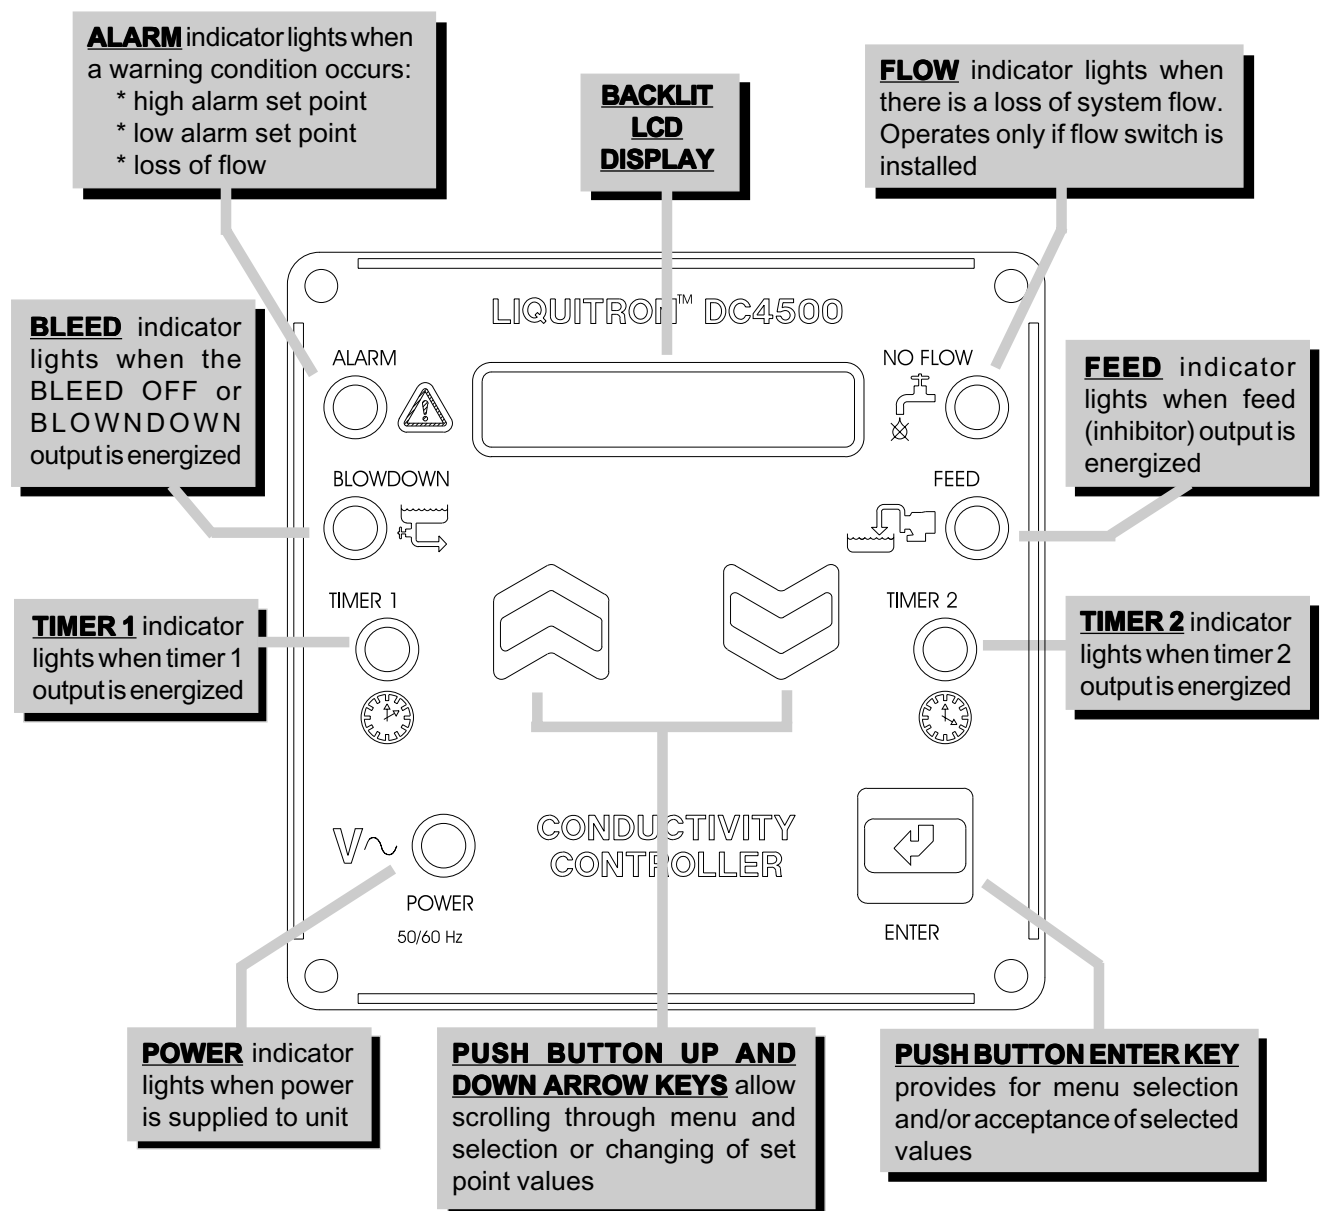 ALARM indicator lights when
a warning condition occurs:
* high alarm set point
* low alarm set point
* loss of flow
BACKLIT
LCD
DISPLAY
FLOW indicator lights when
there is a loss of system flow.
Operates only if flow switch is
installed
LIQUITRON™ DC4500
BLEED indicator
lights when the
BLEED OFF or
BLOWNDOWN
output is energized
ALARM
NO FLOW
FEED indicator
lights when feed
(inhibitor) output is
energized
BLOWDOWN
FEED
TIMER 1 indicator
lights when timer 1
output is energized
TIMER 1
TIMER 2
TIMER 2 indicator
lights when timer 2
output is energized
V~
POWER
50/60 Hz
CONDUCTIVITY
CONTROLLER
ENTER
POWER indicator
lights when power
is supplied to unit
PUSH BUTTON UP AND
DOWN ARROW KEYS allow
scrolling through menu and
selection or changing of set
point values
PUSH BUTTON ENTER KEY
provides for menu selection
and/or acceptance of selected
values